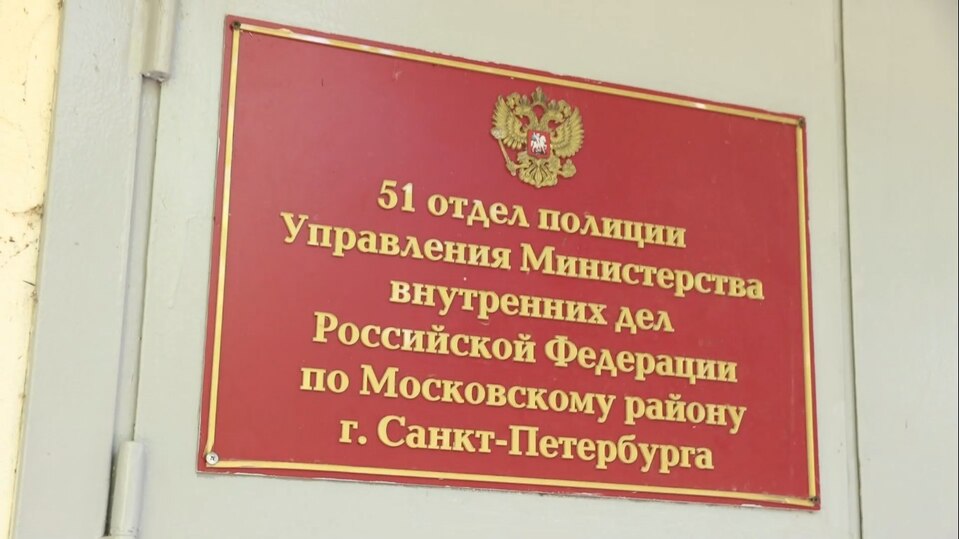 51 отдел полиции
Управления Министерства
внутренних дел
Российской Федерации
по Московскому району
г. Санкт-Петербурга